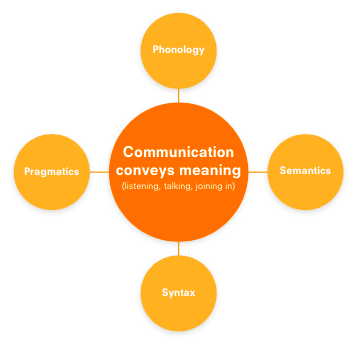 Phonology
Communication
conveys meaning
(listening, talking, joining in)
Pragmatics
Semantics
Syntax